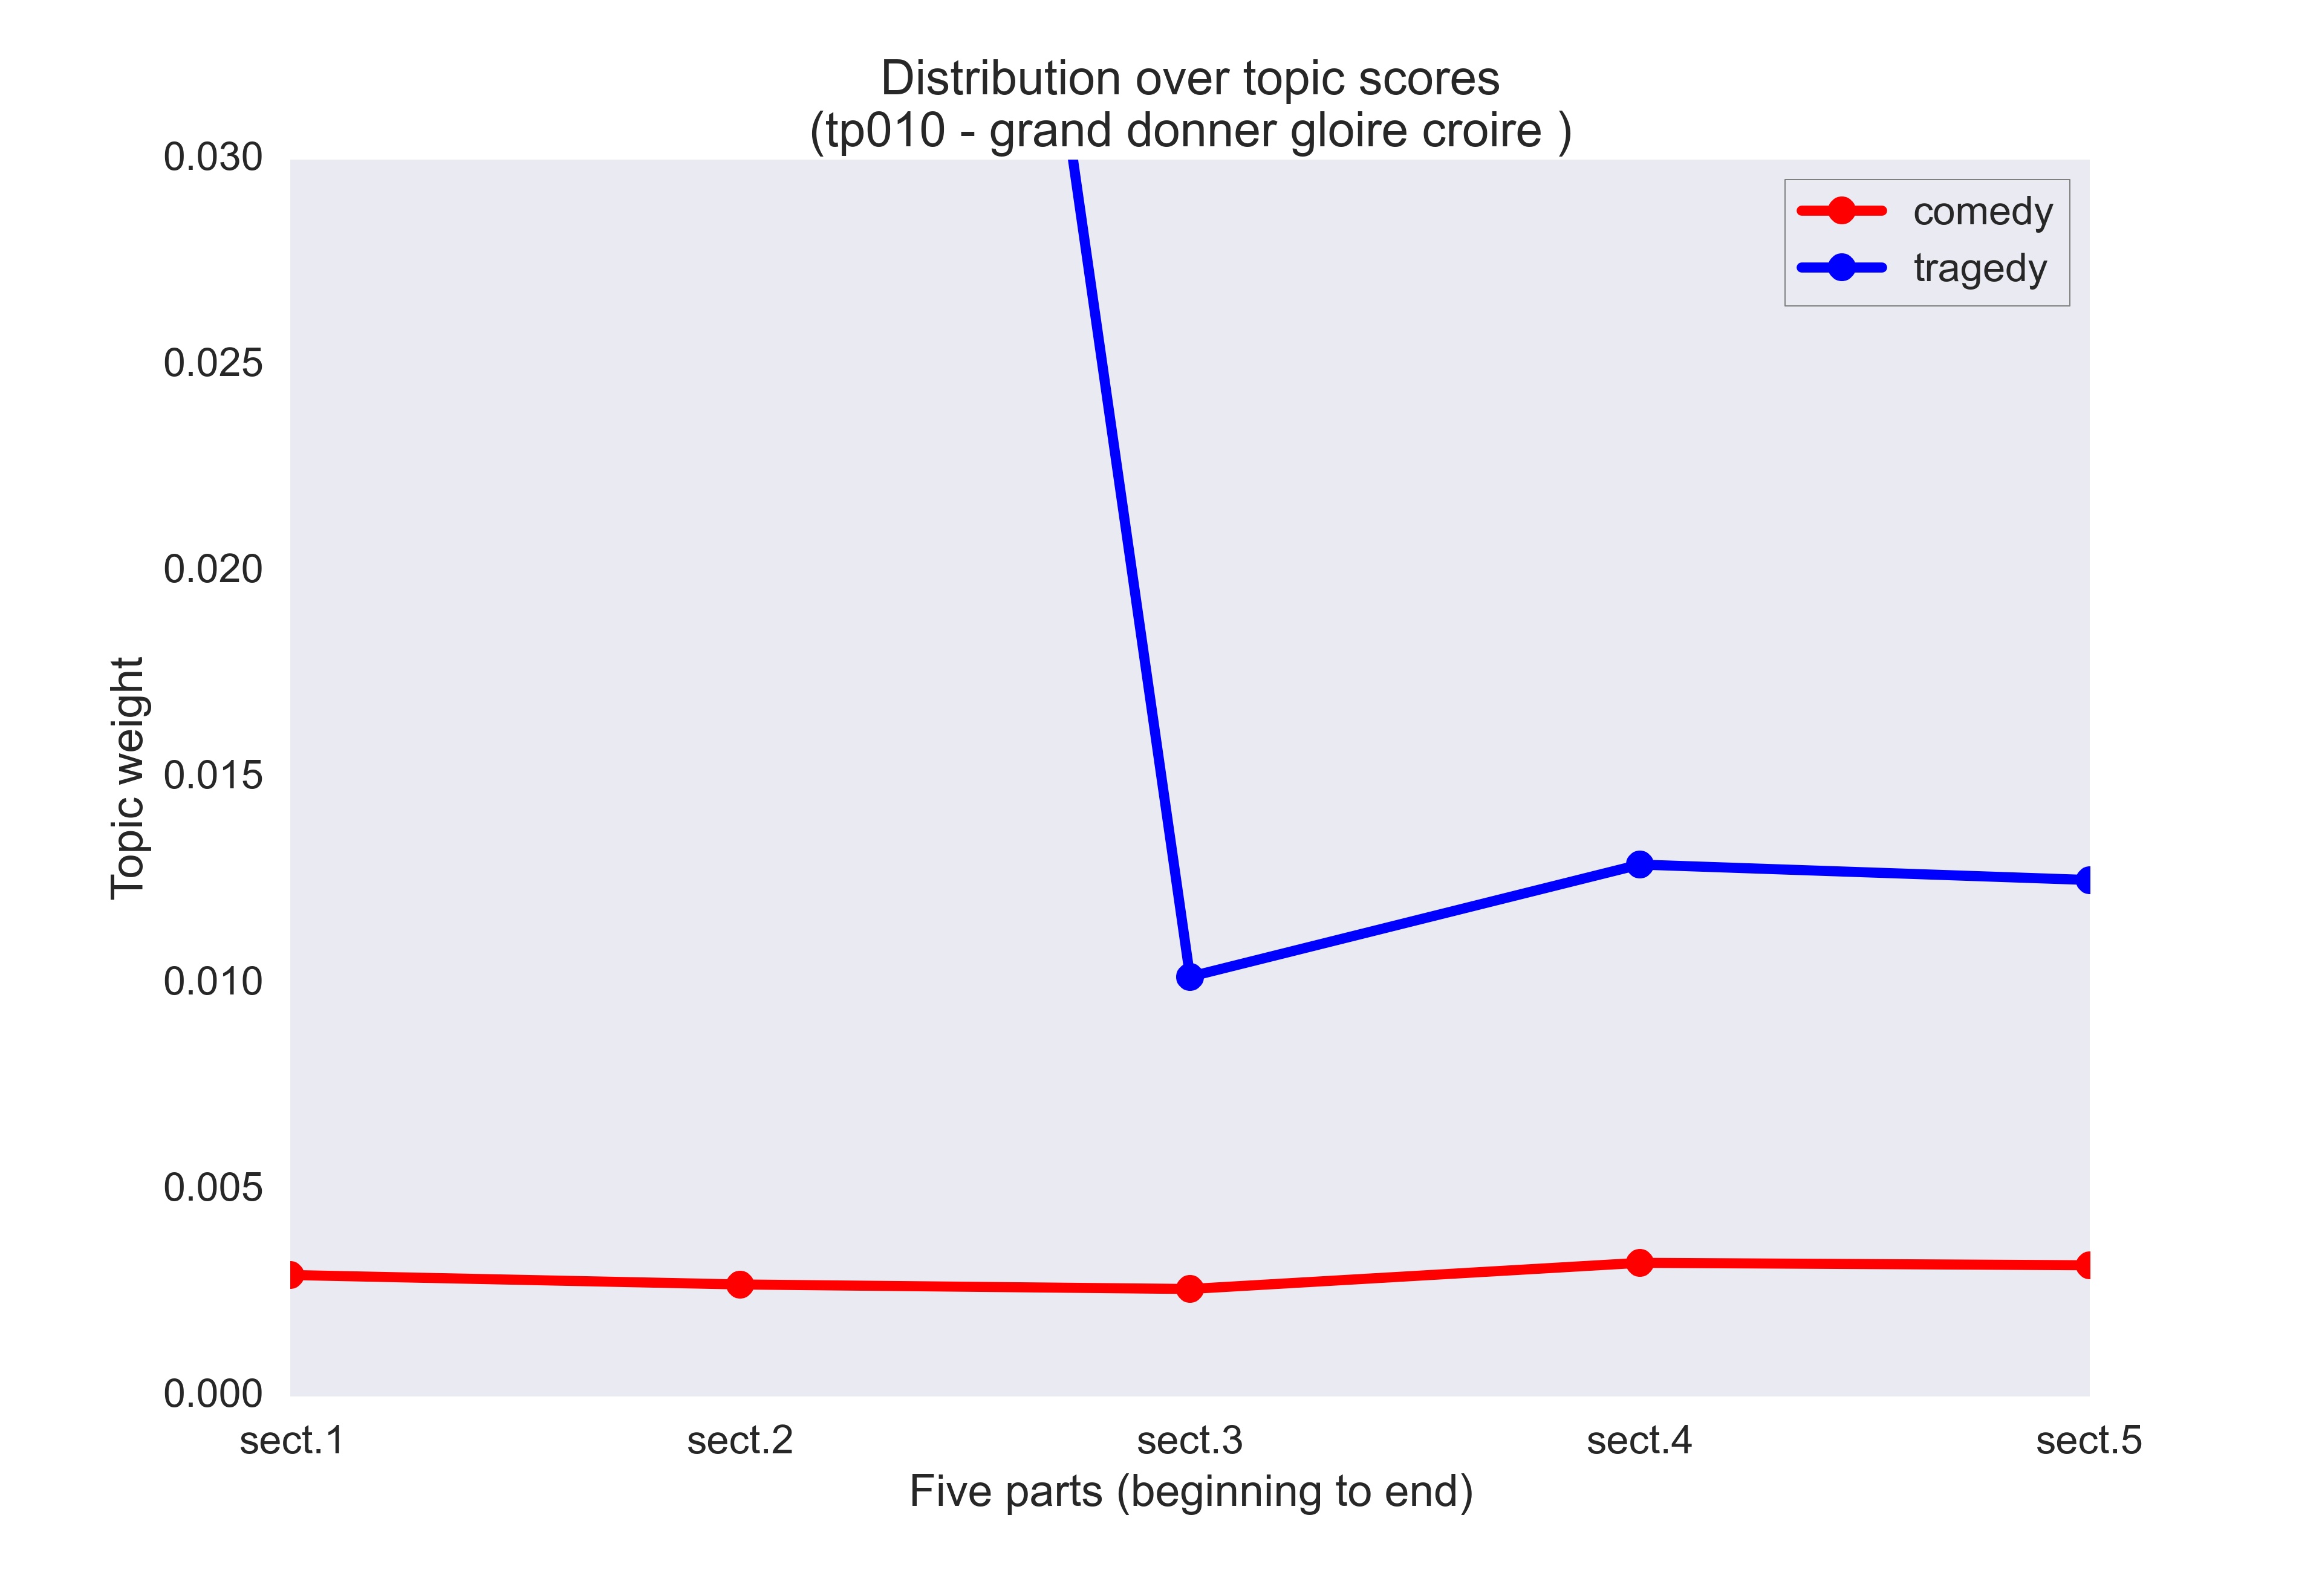 Distribution over topic scores
(tp010 - grand donner gloire croire )
0.030
0.025
0.020
0.015
0.010
0.005
0.000
Topic weight
comedy
tragedy
sect.1 sect.2 sect.3 sect.4 sect.5
Five parts (beginning to end)